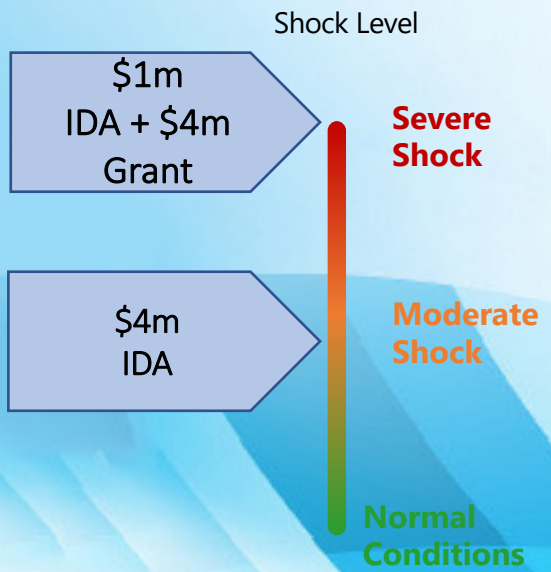 Shock Level
$1m
IDA + $4m
Grant
Severe
Shock
$4m
IDA
Moderate
Shock
Normal
Conditions